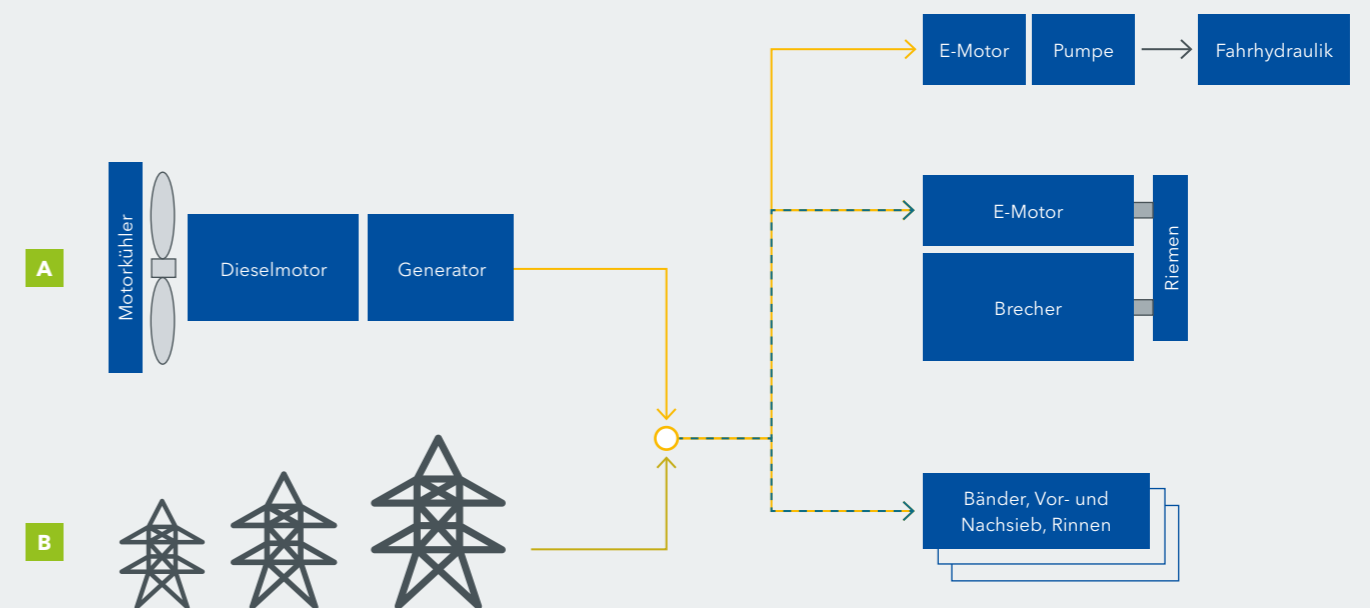 E-Motor
Pumpe
Fahrhydraulik
A
Motorkühler
Dieselmotor
Generator
E-Motor
Brecher
Riemen
B
Bänder, Vor- und
Nachsieb, Rinnen